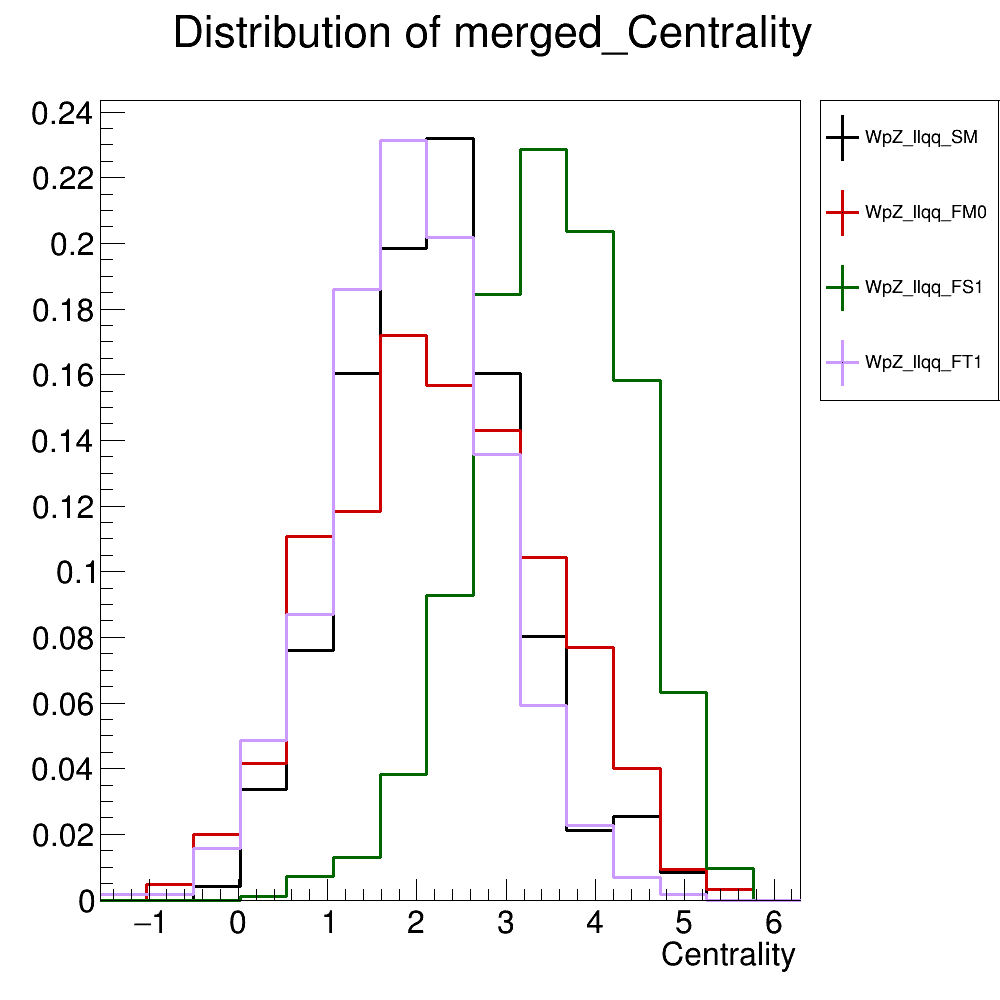 Distribution of merged_Centrality
0.24
0.22
0.2
0.18
0.16
0.14
0.12
0.1
0.08
0.06
0.04
0.02
0
−1 0 1 2 3 4 5 6
Centrality
WpZ_llqq_SM
WpZ_llqq_FM0
WpZ_llqq_FS1
WpZ_llqq_FT1